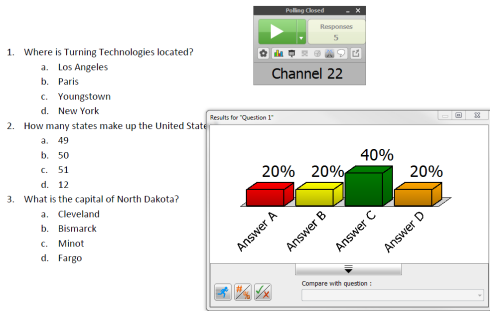 Polling Closed
Responses
5
Channel 22
1. Where is Turning Technologies located?
a. Los Angeles
b. Paris
c. Youngstown
d. New York
2. How many states make up the United State
a. 49
b. 50
c. 51
d. 12
3. What is the capital of North Dakota?
a. Cleveland
b. Bismarck
c. Minot
d. Fargo
Results for "Question 1"
20% 20% 40% 20%
Answer A Answer B Answer C Answer D
Compare with question :